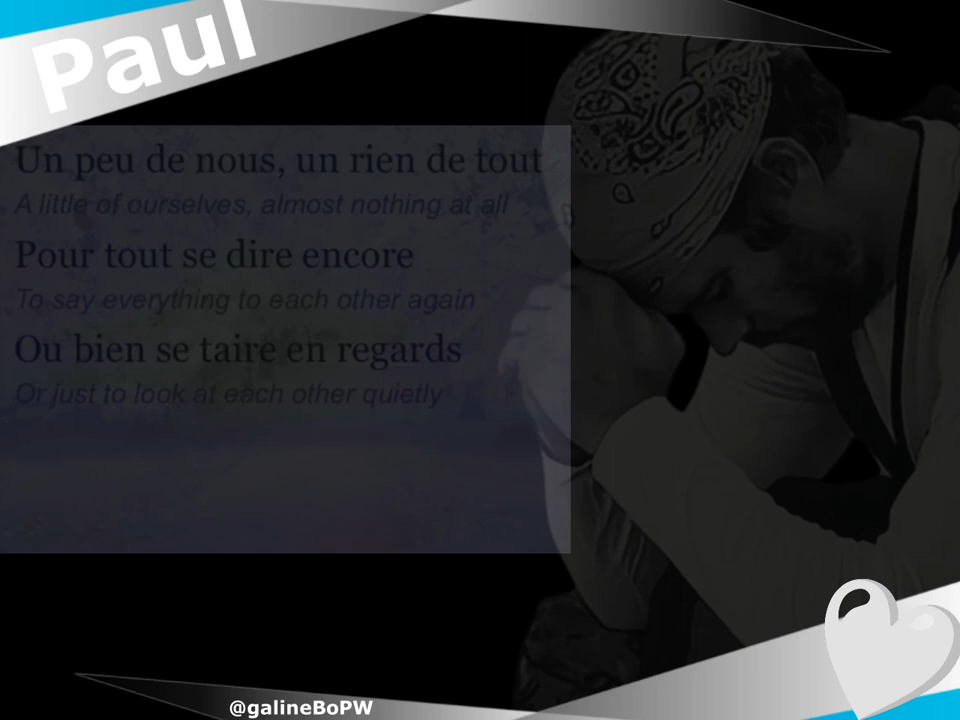 Paul
Un peu de nous, un rien de tout
A little of ourselves, almost nothing at all
Pour tout se dire encore
To say everything to each other again
Ou bien se taire en regards
Or just to look at each other quietly
@galineBoPW